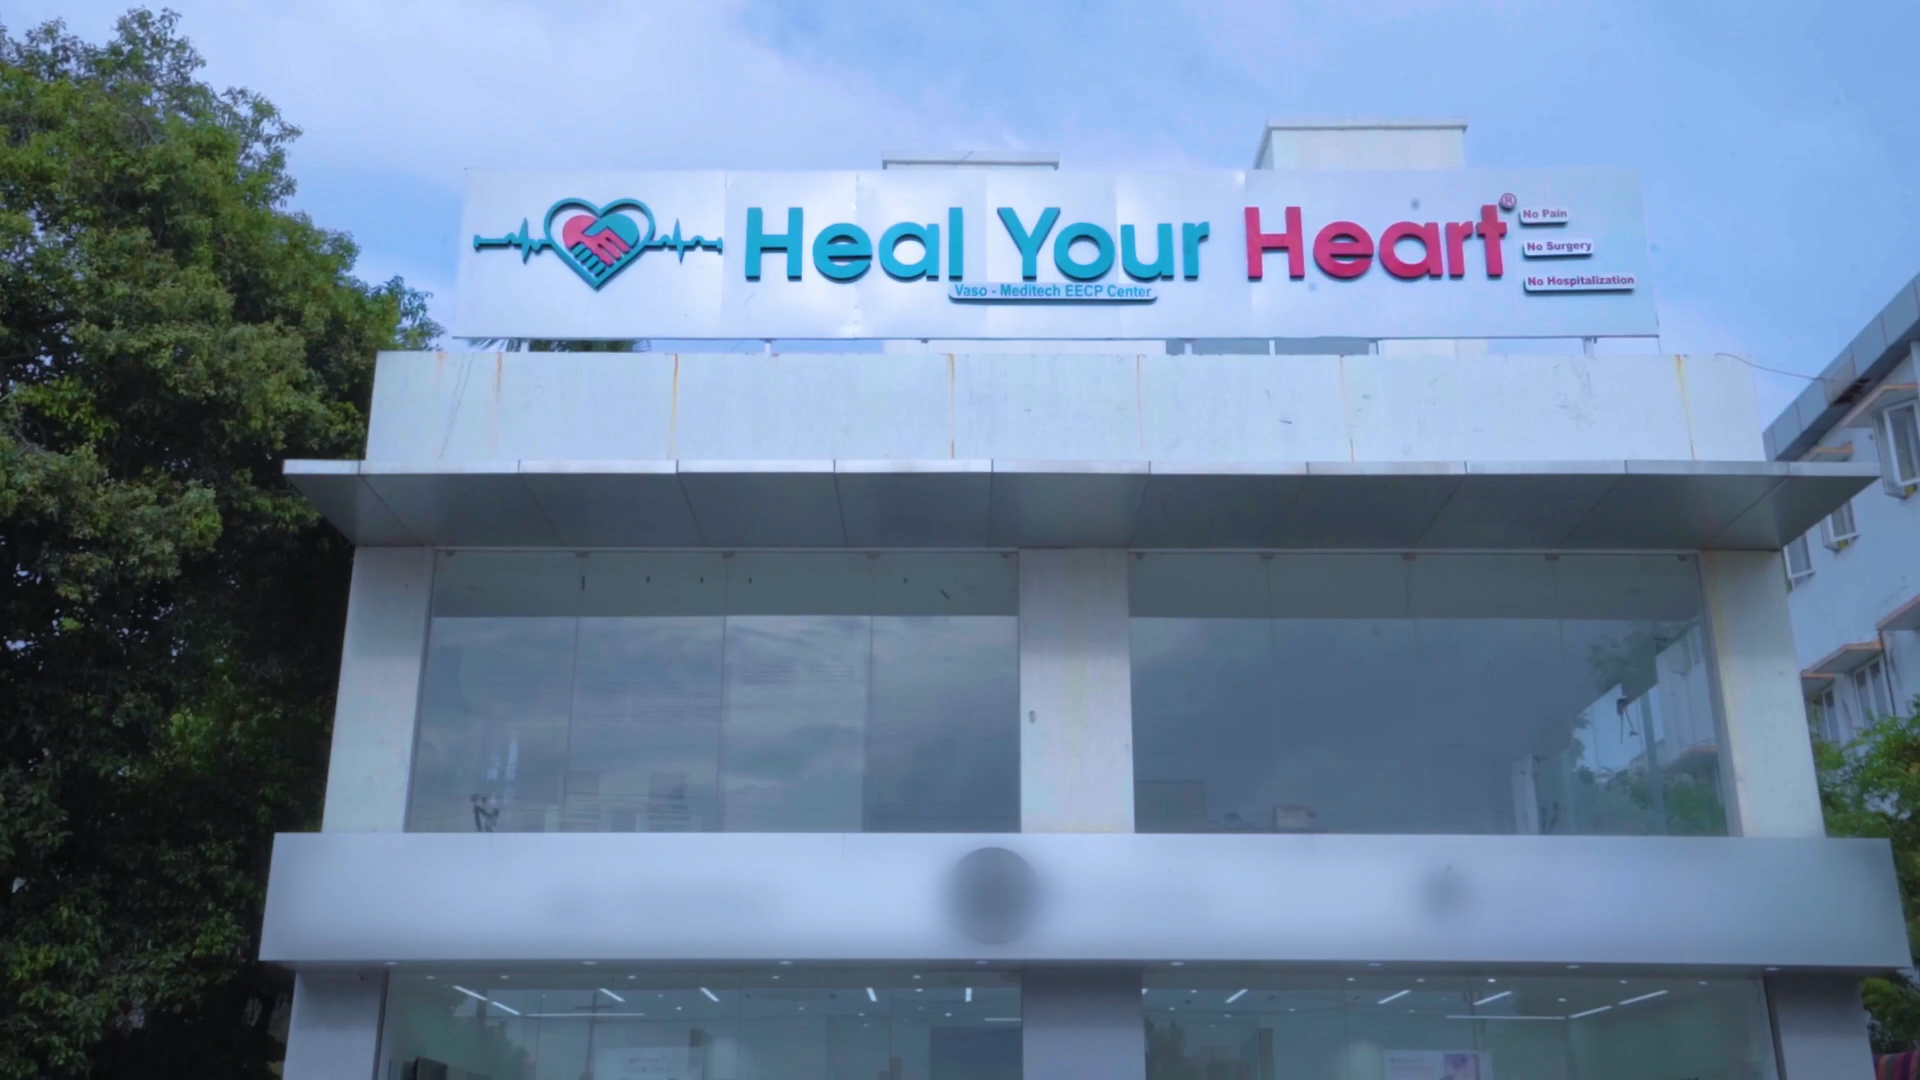 Heal Your Heart®
Vaso - Meditech EECP Center
No Pain
No Surgery
No Hospitalization